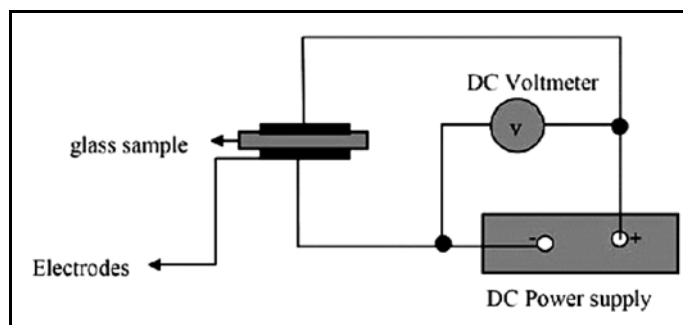 DC Voltmeter
v
glass sample
- +
Electrodes
DC Power supply